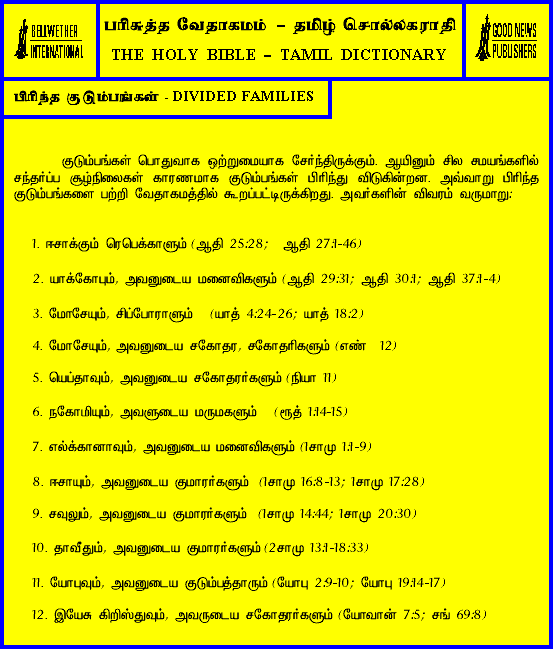 BELLWETHER
INTERNATIONAL
பரிசுத்த வேதாகமம் – தமிழ் சொல்லகராதி
THE HOLY BIBLE – TAMIL DICTIONARY
GOOD NEWS
PUBLISHERS
பிரிந்த குடும்பங்கள் - DIVIDED FAMILIES
குடும்பங்கள் பொதுவாக ஒற்றுமையாக சேர்ந்திருக்கும். ஆயினும் சில சமயங்களில்
சந்தர்ப்ப சூழ்நிலைகள் காரணமாக குடும்பங்கள் பிரிந்து விடுகின்றன. அவ்வாறு பிரிந்த
குடும்பங்களை பற்றி வேதாகமத்தில் கூறப்பட்டிருக்கிறது. அவர்களின் விவரம் வருமாறு:
1. ஈசாக்கும் ரெபெக்காளும் (ஆதி 25:28; ஆதி 27:1-46)
2. யாக்கோபும், அவனுடைய மனைவிகளும் (ஆதி 29:31; ஆதி 30:1; ஆதி 37:1-4)
3. மோசேயும், சிப்போராளும் (யாத் 4:24-26; யாத் 18:2)
4. மோசேயும், அவனுடைய சகோதர, சகோதரிகளும் (எண் 12)
5. யெப்தாவும், அவனுடைய சகோதரர்களும் (நியா 11)
6. நகோமியும், அவளுடைய மருமகளும் (ரூத் 1:14-15)
7. எல்க்கானாவும், அவனுடைய மனைவிகளும் (1சாமு 1:1-9)
8. ஈசாயும், அவனுடைய குமாரர்களும் (1சாமு 16:8-13; 1சாமு 17:28)
9. சவுலும், அவனுடைய குமாரர்களும் (1சாமு 14:44; 1சாமு 20:30)
10. தாவீதும், அவனுடைய குமாரர்களும் (2சாமு 13:1-18:33)
11. யோபுவும், அவனுடைய குடும்பத்தாரும் (யோபு 2:9-10; யோபு 19:14-17)
12. இயேசு கிறிஸ்துவும், அவருடைய சகோதரர்களும் (யோவான் 7:5; சங் 69:8)